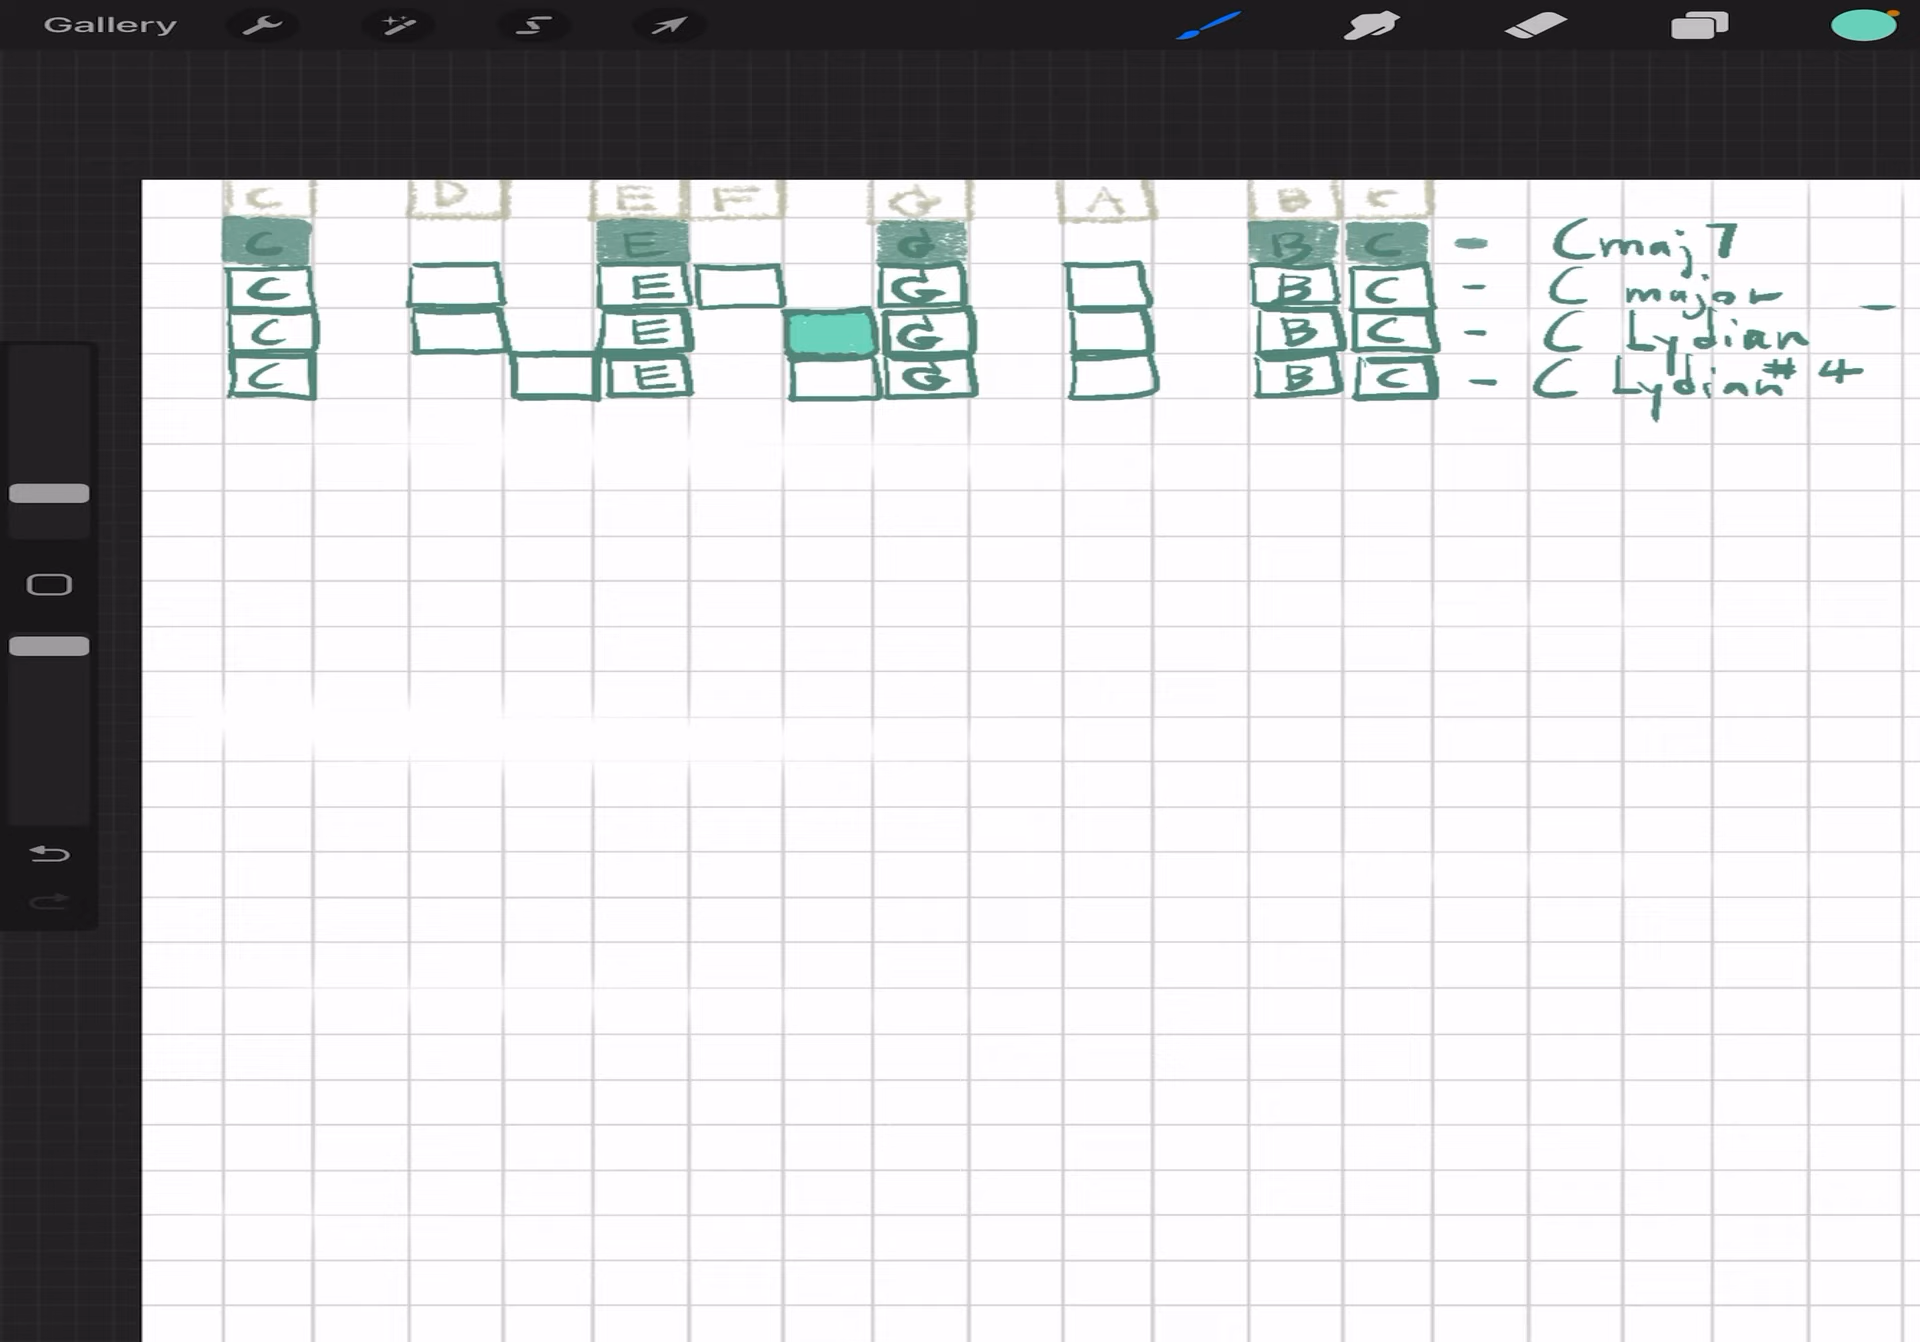 Gallery
C D E F G A B C
C E G B C - Cmaj7
C E G B C - C major -
C E G B C - C Lydian
C E G B C - C Lydian #4